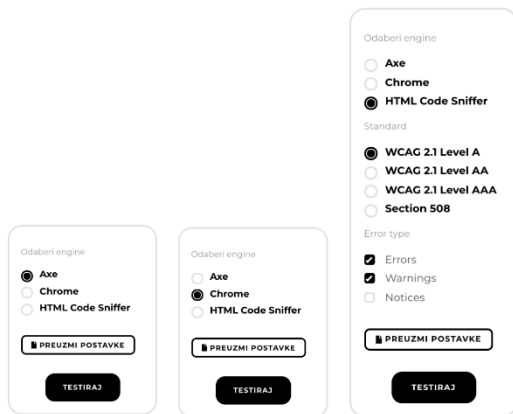 Odaberi engine
Axe
Chrome
HTML Code Sniffer
PREUZMI POSTAVKE
TESTIRAJ
Odaberi engine
Axe
Chrome
HTML Code Sniffer
PREUZMI POSTAVKE
TESTIRAJ
Odaberi engine
Axe
Chrome
HTML Code Sniffer
Standard
WCAG 2.1 Level A
WCAG 2.1 Level AA
WCAG 2.1 Level AAA
Section 508
Error type
Errors
Warnings
Notices
PREUZMI POSTAVKE
TESTIRAJ